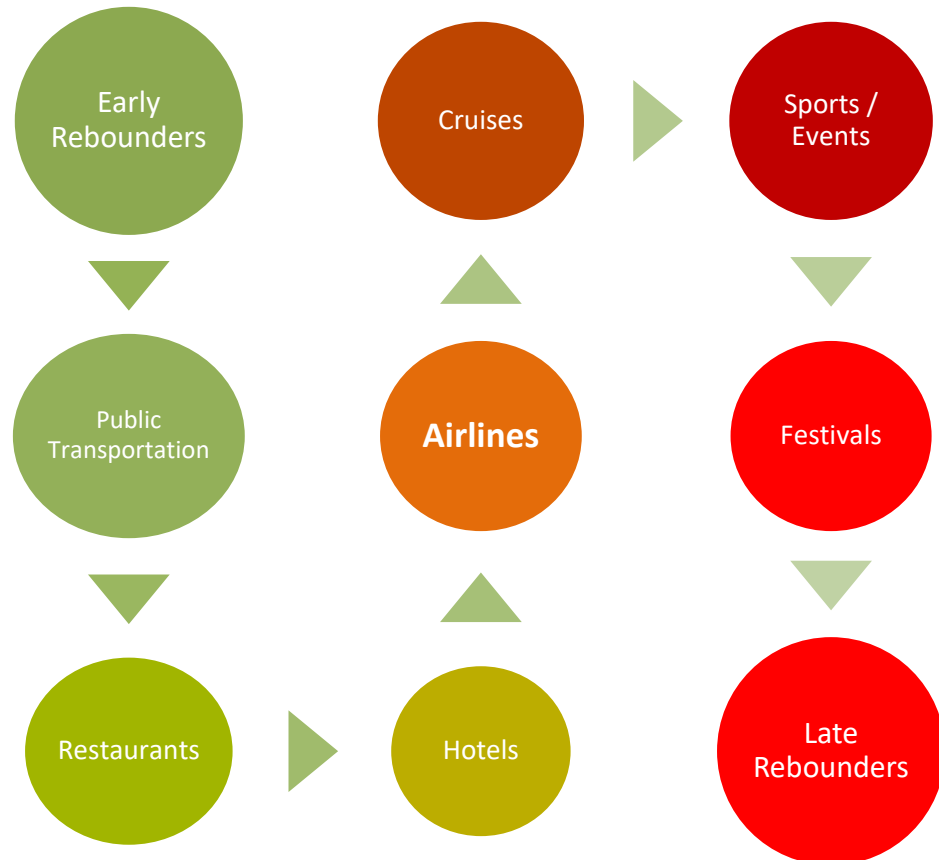 Early
Rebounders
Public
Transportation
Restaurants
Hotels
Airlines
Cruises
Sports /
Events
Festivals
Late
Rebounders